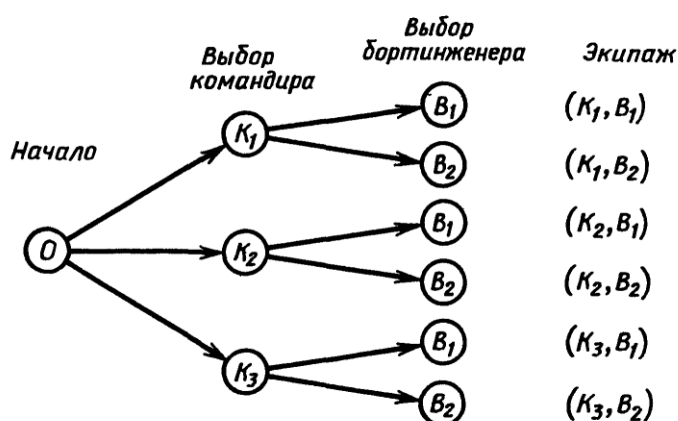 Выбор
командира
Выбор
бортинженера
Экипаж
Начало
O
K₁
K₂
K₃
B₁
B₂
B₁
B₂
B₁
B₂
(K₁, B₁)
(K₁, B₂)
(K₂, B₁)
(K₂, B₂)
(K₃, B₁)
(K₃, B₂)